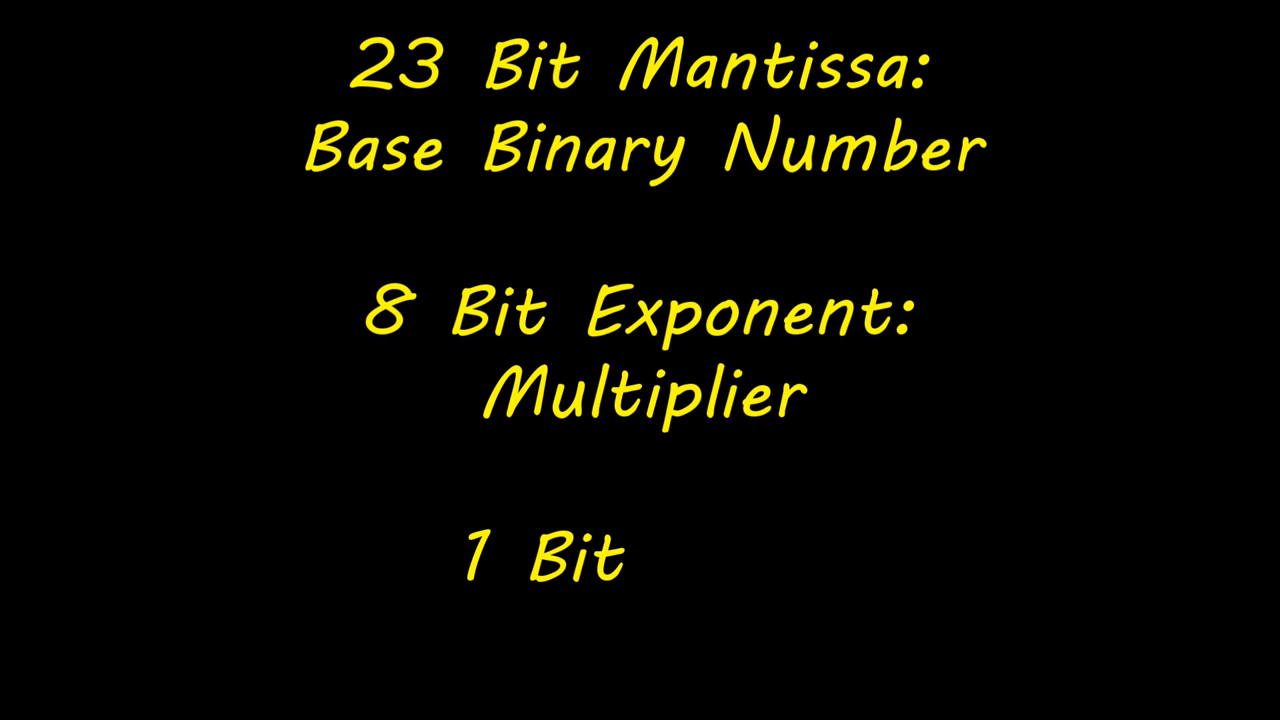 23 Bit Mantissa:
Base Binary Number
8 Bit Exponent:
Multiplier
1 Bit